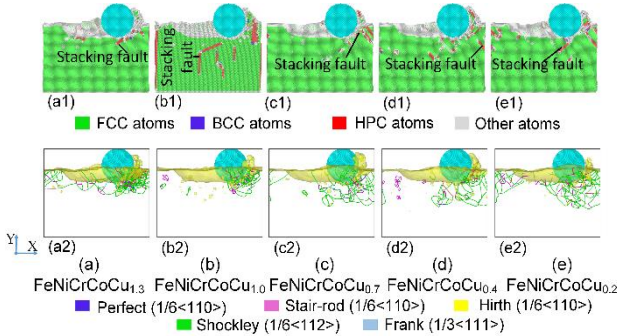 Stacking fault
Stacking fault
Stacking fault
Stacking fault
Stacking fault
(a1) (b1) (c1) (d1) (e1)
FCC atoms BCC atoms HPC atoms Other atoms
(a2) (b2) (c2) (d2) (e2)
Y
X
(a) (b) (c) (d) (e)
FeNiCrCoCu1.3 FeNiCrCoCu1.0 FeNiCrCoCu0.7 FeNiCrCoCu0.4 FeNiCrCoCu0.2
Perfect (1/6<110>) Stair-rod (1/6<110>) Hirth (1/6<110>)
Shockley (1/6<112>) Frank (1/3<111>)